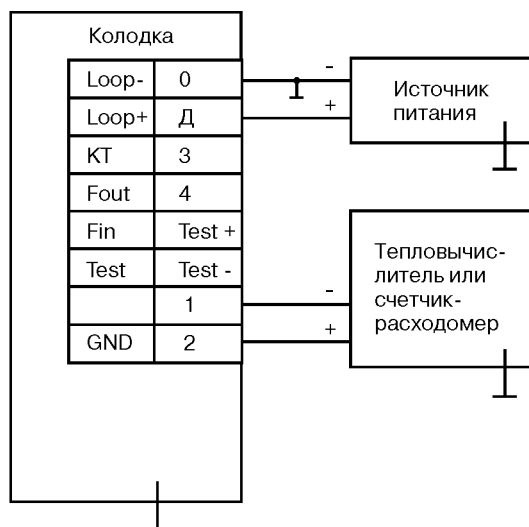 Колодка
Loop- 0
Loop+ Д
КТ 3
Fout 4
Fin Test +
Test Test -
1
GND 2
-
+
Источник
питания
-
+
Тепловычис-
литель или
счетчик-
расходомер